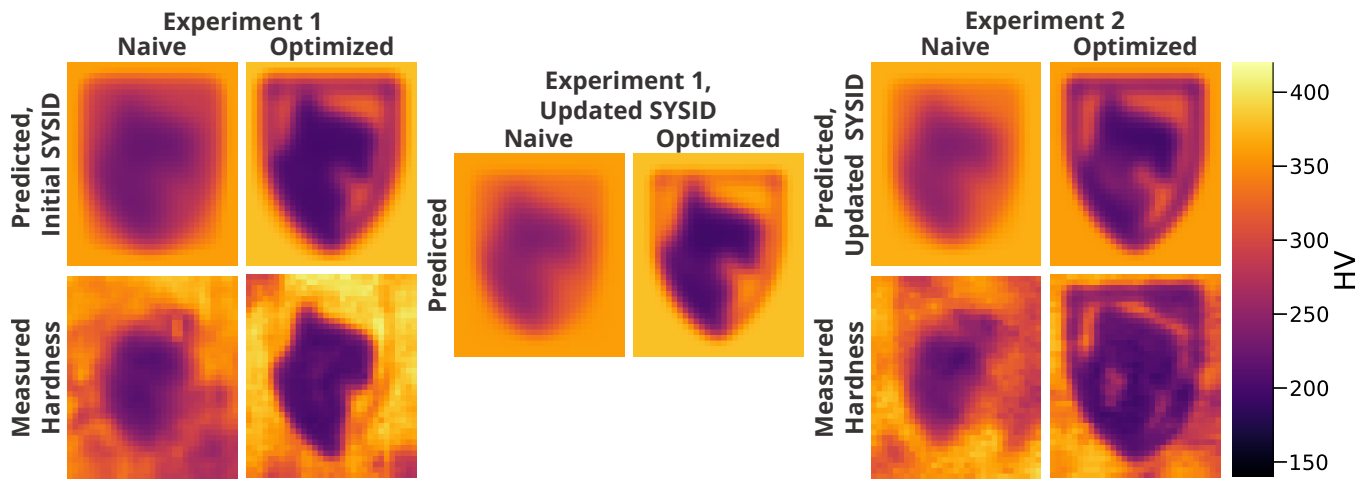 Experiment 1
Naive
Optimized
Predicted,
Initial SYSID
Measured
Hardness
Experiment 1,
Updated SYSID
Naive
Optimized
Predicted
Experiment 2
Naive
Optimized
Predicted,
Updated SYSID
Measured
Hardness
400
350
300
250
200
150
HV